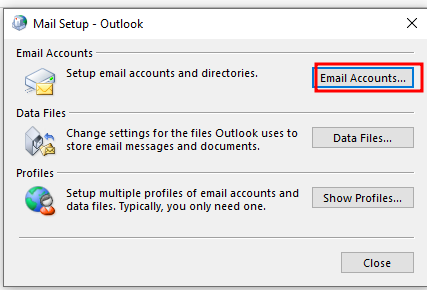 Mail Setup - Outlook
Email Accounts
Setup email accounts and directories.
Email Accounts...
Data Files
Change settings for the files Outlook uses to
store email messages and documents.
Data Files...
Profiles
Setup multiple profiles of email accounts and
data files. Typically, you only need one.
Show Profiles...
Close